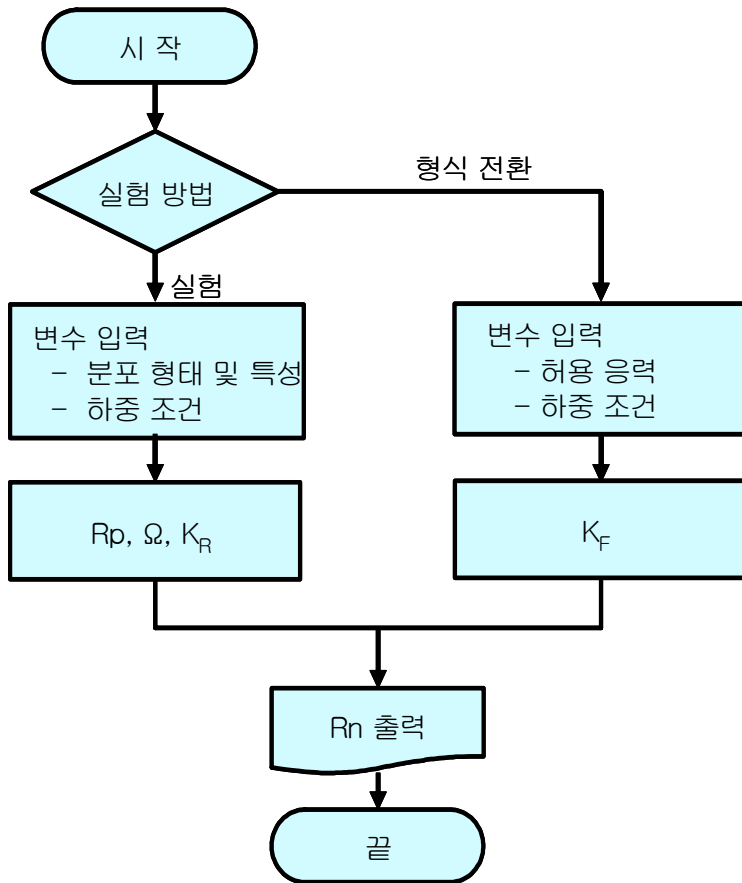 시 작
실험 방법
형식 전환
실험
변수 입력
- 분포 형태 및 특성
- 하중 조건
변수 입력
- 허용 응력
- 하중 조건
Rp, Ω, K_R
K_F
Rn 출력
끝